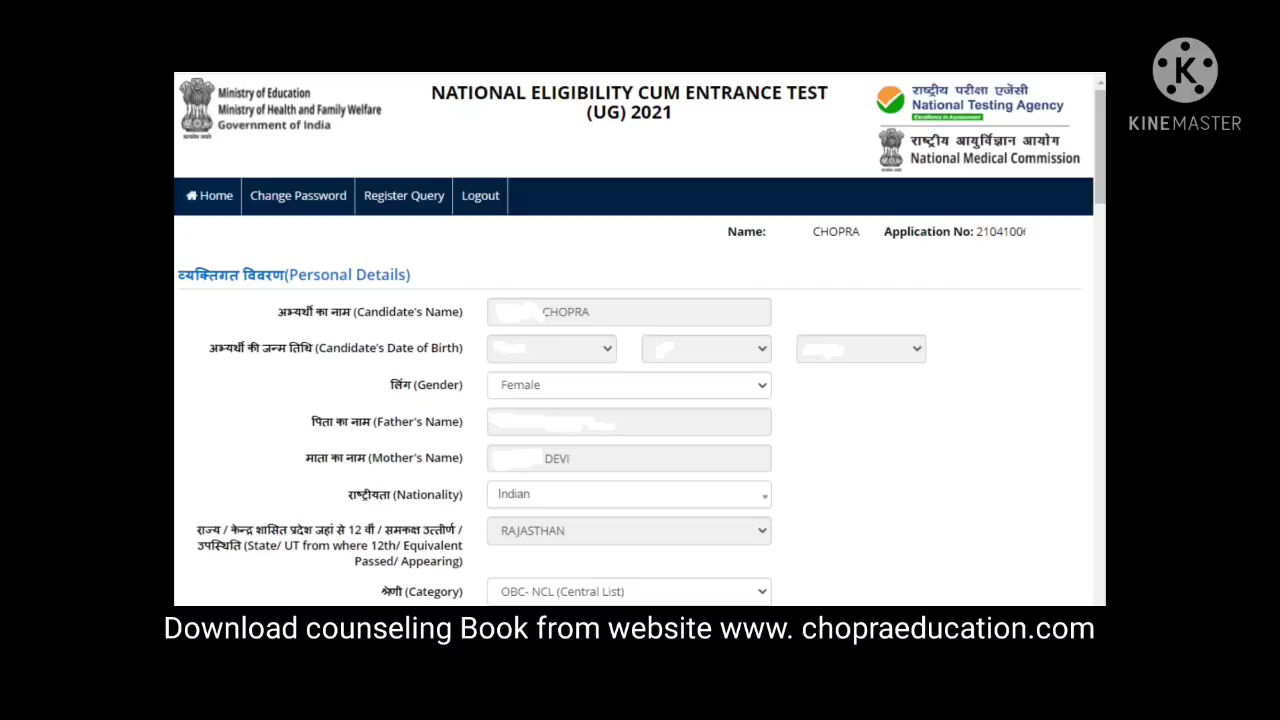 K
KINEMASTER
Ministry of Education
Ministry of Health and Family Welfare
Government of India
NATIONAL ELIGIBILITY CUM ENTRANCE TEST
(UG) 2021
राष्ट्रीय परीक्षा एजेंसी
National Testing Agency
Excellence in Assessment
राष्ट्रीय आयुर्विज्ञान आयोग
National Medical Commission
Home Change Password Register Query Logout
Name: CHOPRA Application No: 2104100
व्यक्तिगत विवरण(Personal Details)
अभ्यर्थी का नाम (Candidate's Name) CHOPRA
अभ्यर्थी की जन्म तिथि (Candidate's Date of Birth)
लिंग (Gender) Female
पिता का नाम (Father's Name)
माता का नाम (Mother's Name) DEVI
राष्ट्रीयता (Nationality) Indian
राज्य / केन्द्र शासित प्रदेश जहां से 12 वीं / समकक्ष उत्तीर्ण /
उपस्थिति (State/ UT from where 12th/ Equivalent
Passed/ Appearing) RAJASTHAN
श्रेणी (Category) OBC- NCL (Central List)
Download counseling Book from website www. chopraeducation.com